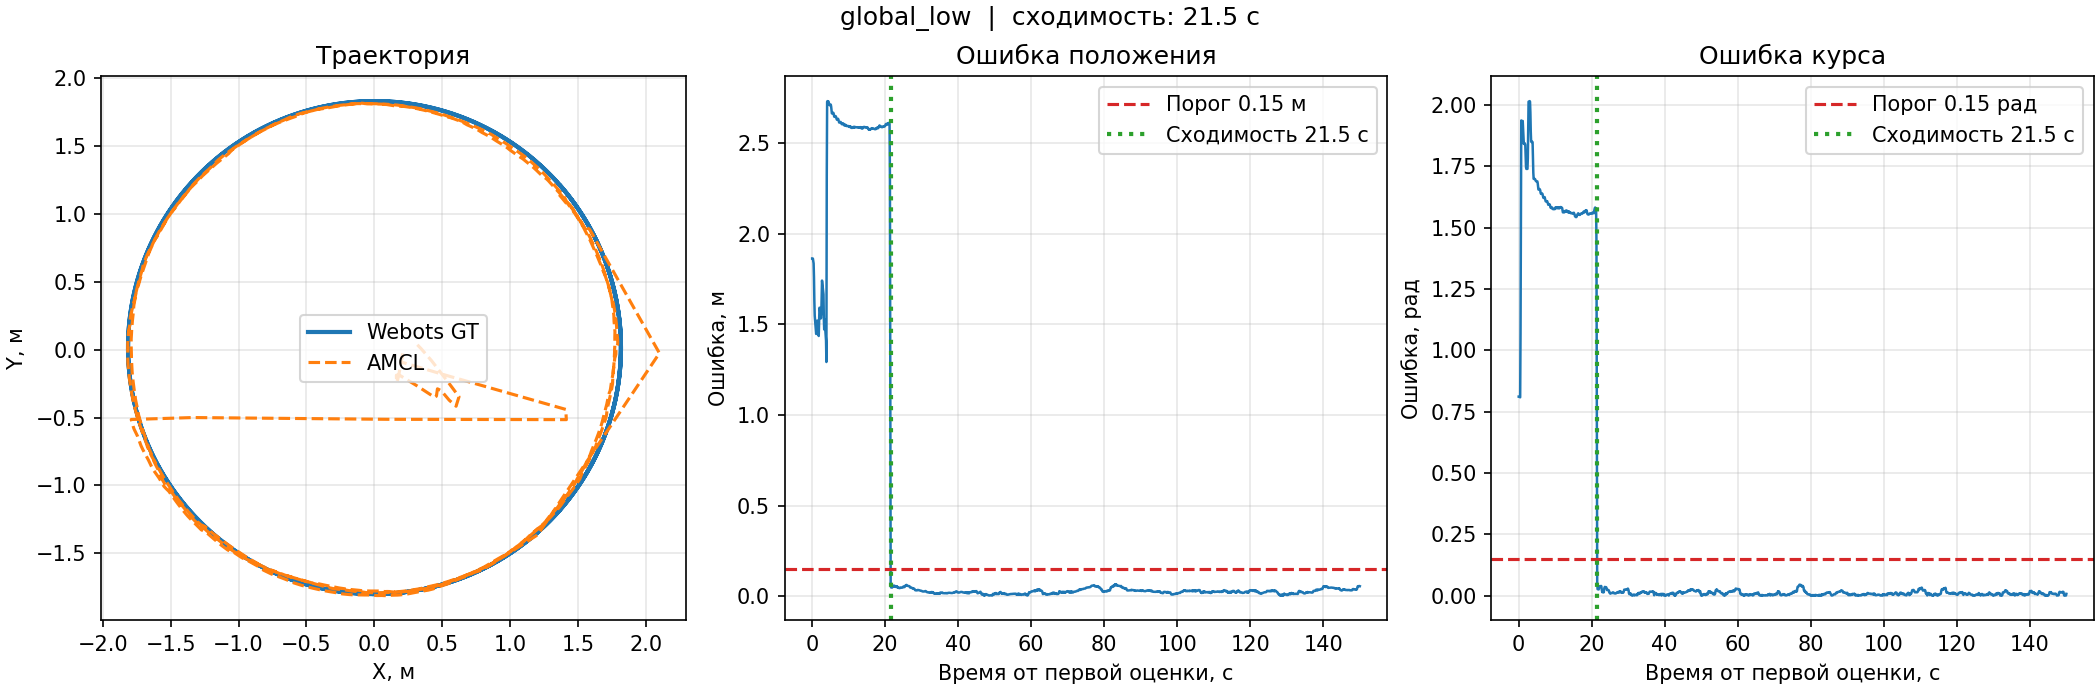 global_low | сходимость: 21.5 с
Траектория
2.0
1.5
1.0
0.5
0.0
−0.5
−1.0
−1.5
Y, м
Webots GT
AMCL
−2.0 −1.5 −1.0 −0.5 0.0 0.5 1.0 1.5 2.0
X, м
Ошибка положения
2.5
2.0
1.5
1.0
0.5
0.0
Ошибка, м
Порог 0.15 м
Сходимость 21.5 с
0 20 40 60 80 100 120 140
Время от первой оценки, с
Ошибка курса
2.00
1.75
1.50
1.25
1.00
0.75
0.50
0.25
0.00
Ошибка, рад
Порог 0.15 рад
Сходимость 21.5 с
0 20 40 60 80 100 120 140
Время от первой оценки, с